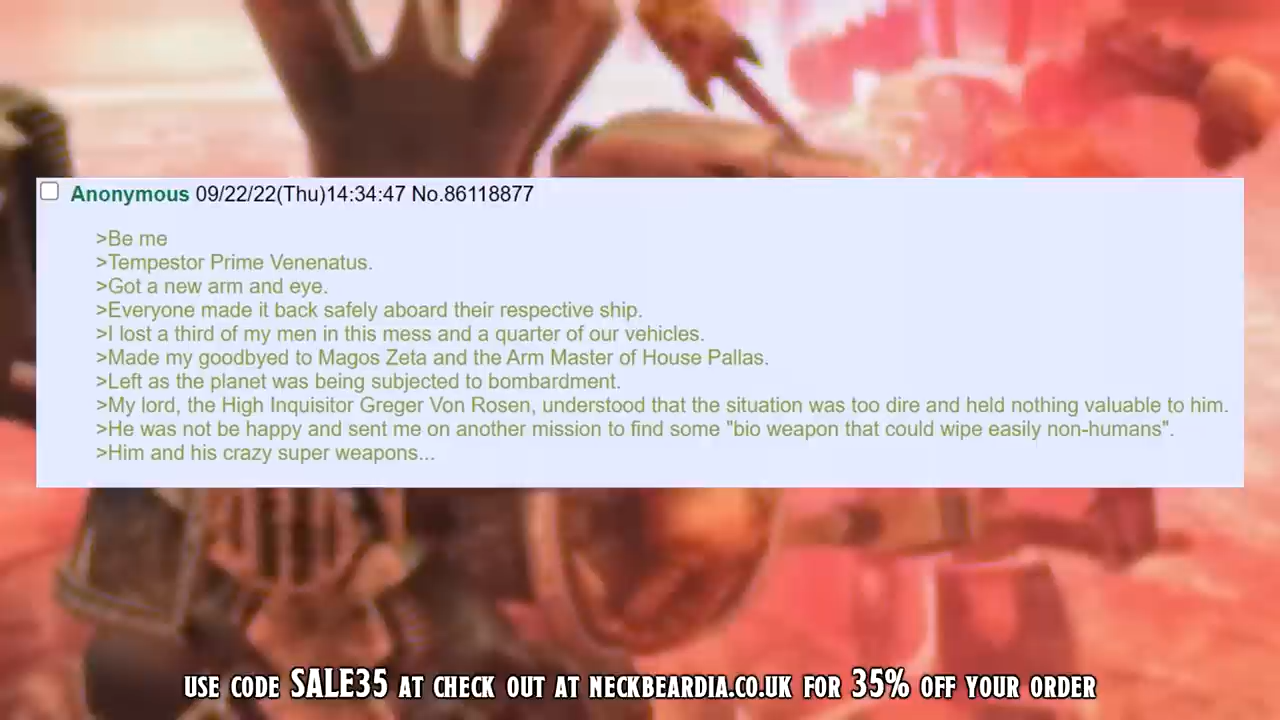 Anonymous 09/22/22(Thu)14:34:47 No.86118877
>Be me
>Tempestor Prime Venenatus.
>Got a new arm and eye.
>Everyone made it back safely aboard their respective ship.
>I lost a third of my men in this mess and a quarter of our vehicles.
>Made my goodbyed to Magos Zeta and the Arm Master of House Pallas.
>Left as the planet was being subjected to bombardment.
>My lord, the High Inquisitor Greger Von Rosen, understood that the situation was too dire and held nothing valuable to him.
>He was not be happy and sent me on another mission to find some "bio weapon that could wipe easily non-humans".
>Him and his crazy super weapons...
USE CODE SALE35 AT CHECK OUT AT NECKBEARDIA.CO.UK FOR 35% OFF YOUR ORDER